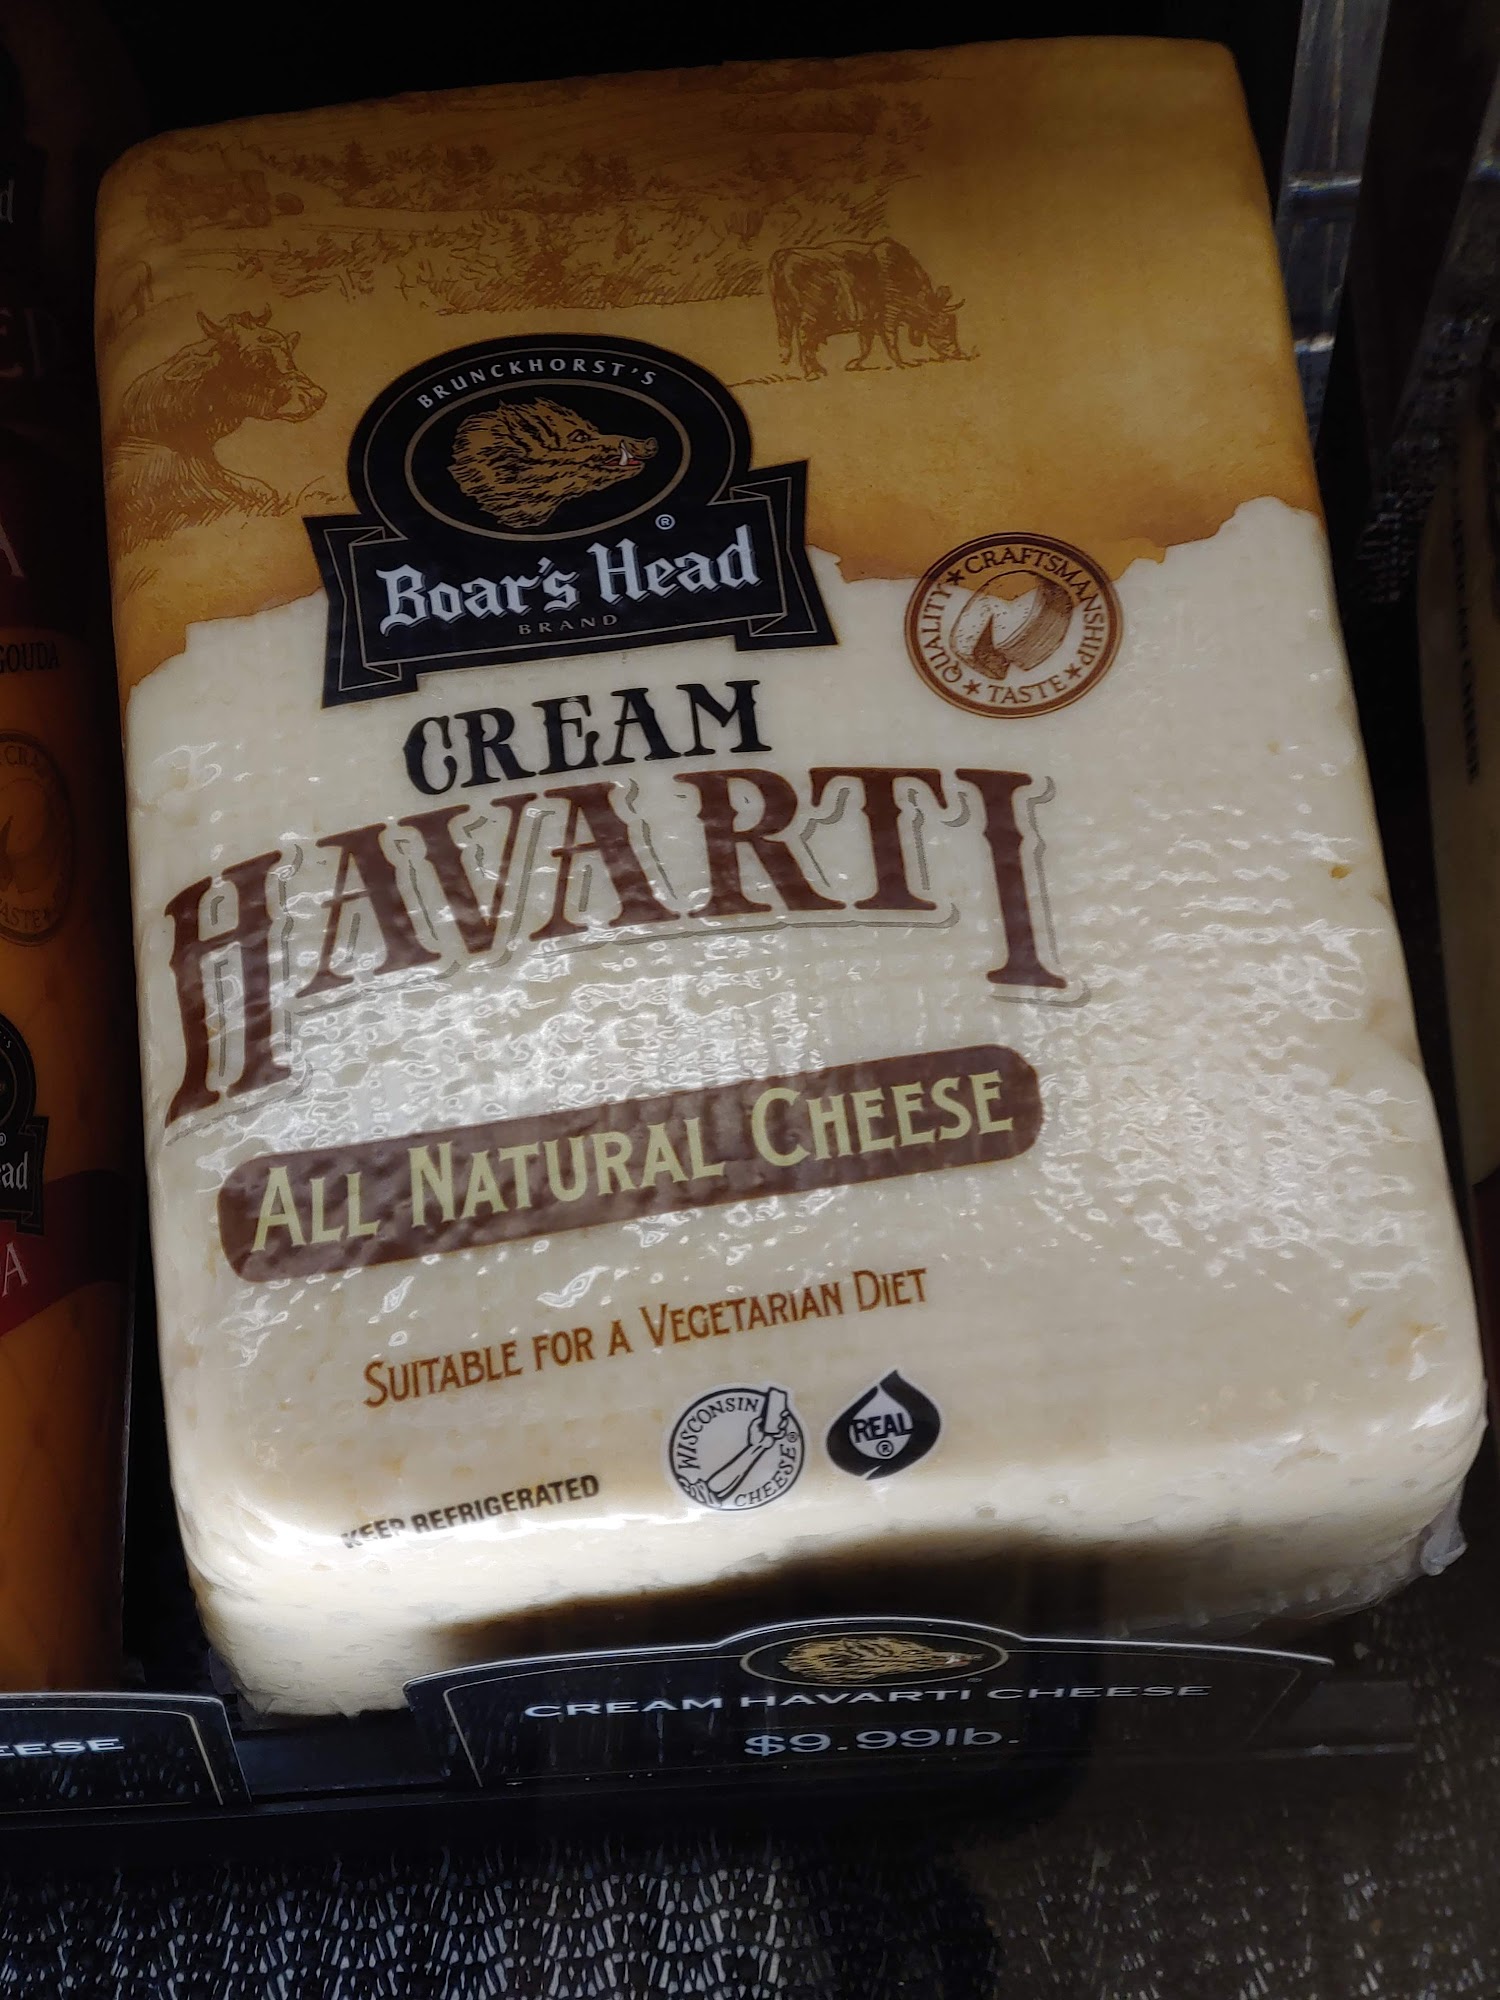 BRUNCKHORST'S
Boar's Head®
BRAND
★ CRAFTSMANSHIP ★ TASTE ★ QUALITY
CREAM
HAVARTI
ALL NATURAL CHEESE
SUITABLE FOR A VEGETARIAN DIET
WISCONSIN
CHEESE®
REAL®
KEEP REFRIGERATED
CREAM HAVARTI CHEESE
$9.99lb.
GOUDA